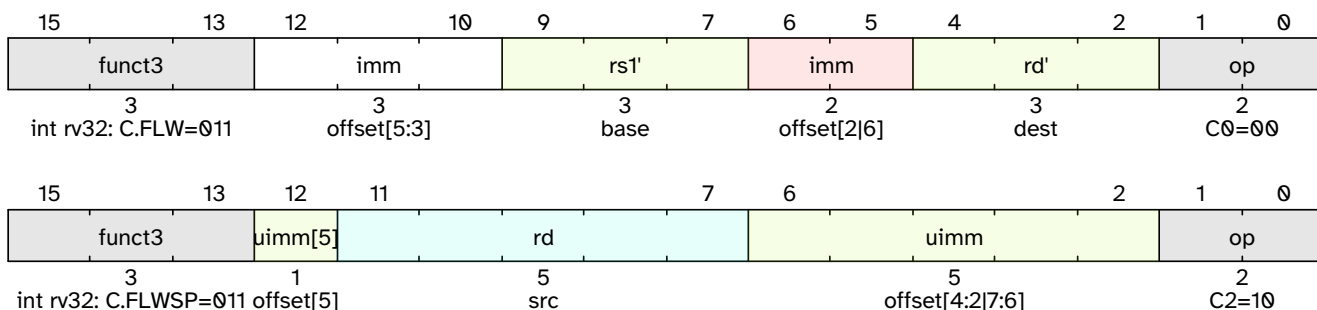 15 13 12 10 9 7 6 5 4 2 1 0
funct3 imm rs1' imm rd' op
3 3 3 2 3 2
int rv32: C.FLW=011 offset[5:3] base offset[2|6] dest C0=00
15 13 12 11 7 6 2 1 0
funct3 uimm[5] rd uimm op
3 1 5 5 2
int rv32: C.FLWSP=011 offset[5] src offset[4:2|7:6] C2=10